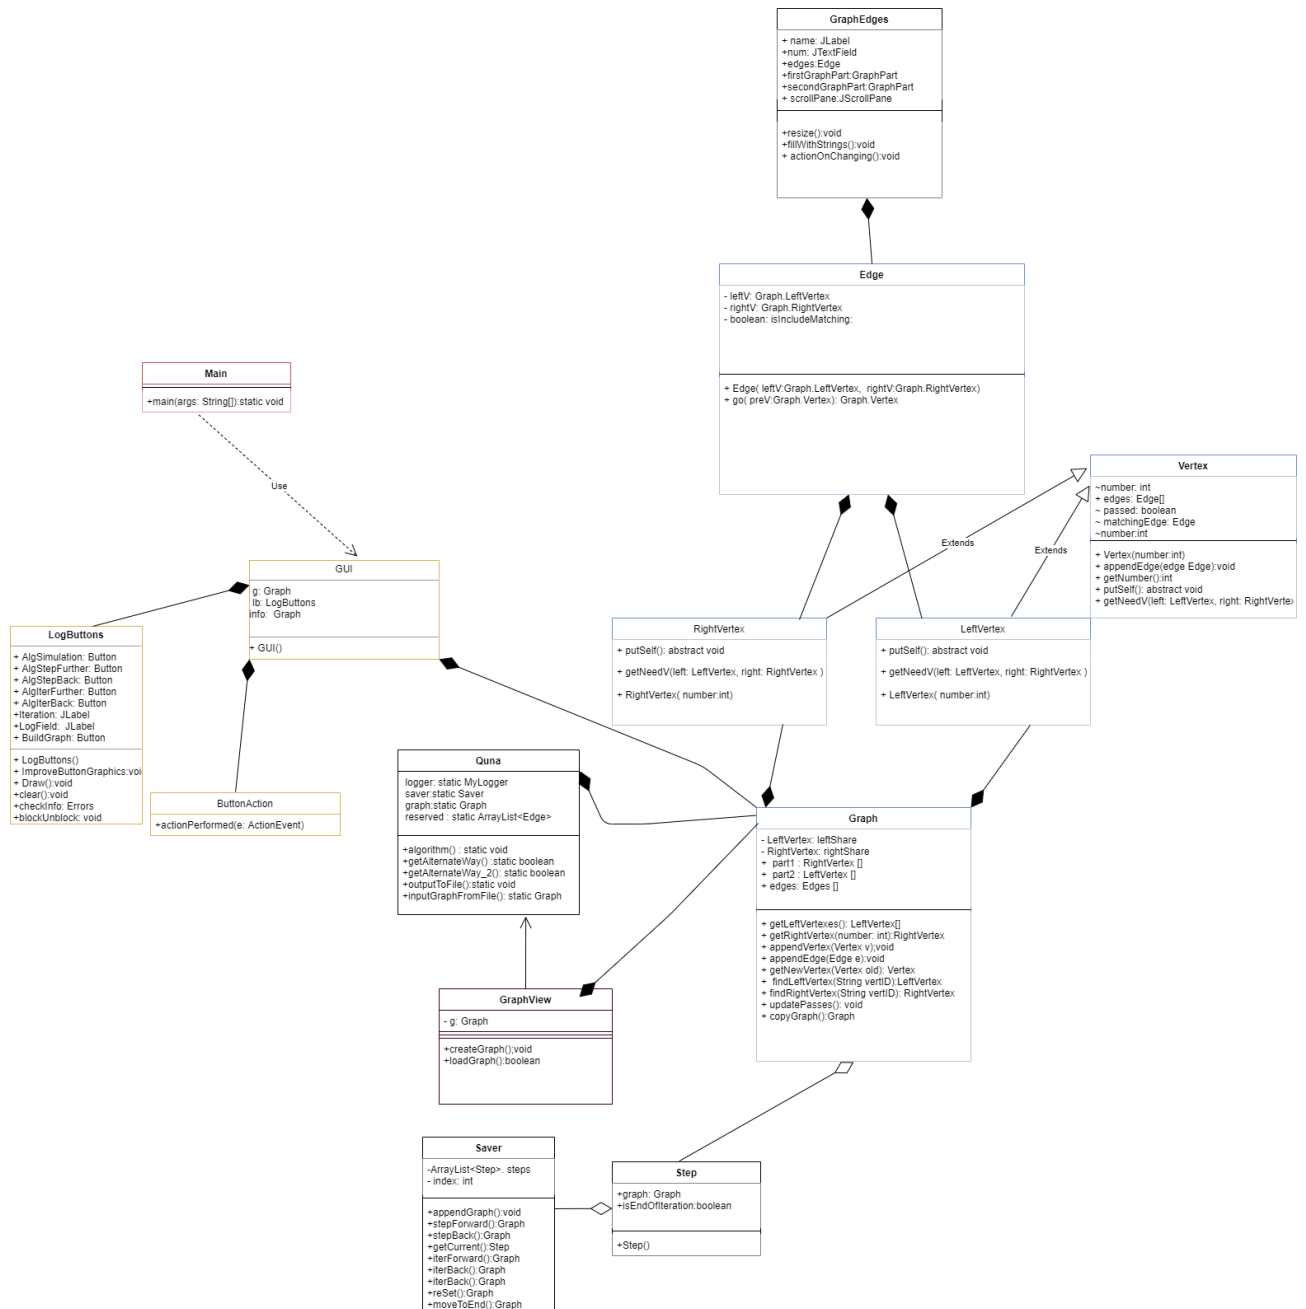 GraphEdges
+ name: JLabel
+num: JTextField
+edges:Edge
+firstGraphPart:GraphPart
+secondGraphPart:GraphPart
+ scrollPane:JScrollPane
+resize():void
+fillWithStrings():void
+ actionOnChanging():void
Edge
- leftV: Graph.LeftVertex
- rightV: Graph.RightVertex
- boolean: isIncludeMatching:
+ Edge( leftV:Graph.LeftVertex, rightV:Graph.RightVertex)
+ go( preV:Graph.Vertex): Graph.Vertex
Main
+main(args: String[]):static void
Use
Vertex
~number: int
+ edges: Edge[]
~ passed: boolean
~ matchingEdge: Edge
~number:int
+ Vertex(number:int)
+ appendEdge(edge Edge):void
+ getNumber():int
+ putSelf(): abstract void
+ getNeedV(left: LeftVertex, right: RightVertex
Extends
Extends
GUI
g: Graph
lb: LogButtons
info: Graph
+ GUI()
LogButtons
+ AlgSimulation: Button
+ AlgStepFurther: Button
+ AlgStepBack: Button
+ AlgIterFurther: Button
+ AlgIterBack: Button
+Iteration: JLabel
+LogField: JLabel
+ BuildGraph: Button
+ LogButtons()
+ ImproveButtonGraphics:voi
+ Draw():void
+clear():void
+checkInfo: Errors
+blockUnblock: void
RightVertex
+ putSelf(): abstract void
+ getNeedV(left: LeftVertex, right: RightVertex )
+ RightVertex( number:int)
LeftVertex
+ putSelf(): abstract void
+ getNeedV(left: LeftVertex, right: RightVertex )
+ LeftVertex( number:int)
ButtonAction
+actionPerformed(e: ActionEvent)
Quna
logger: static MyLogger
saver:static Saver
graph:static Graph
reserved : static ArrayList<Edge>
+algorithm() : static void
+getAlternateWay() :static boolean
+getAlternateWay_2(): static boolean
+outputToFile():static void
+inputGraphFromFile(): static Graph
Graph
- LeftVertex: leftShare
- RightVertex: rightShare
+ part1 : RightVertex []
+ part2 : LeftVertex []
+ edges: Edges []
+ getLeftVertexes(): LeftVertex[]
+ getRightVertex(number: int):RightVertex
+ appendVertex(Vertex v);void
+ appendEdge(Edge e):void
+ getNewVertex(Vertex old): Vertex
+ findLeftVertex(String vertID):LeftVertex
+ findRightVertex(String vertID): RightVertex
+ updatePasses(): void
+ copyGraph():Graph
GraphView
- g: Graph
+createGraph();void
+loadGraph():boolean
Saver
-ArrayList<Step>. steps
- index: int
+appendGraph():void
+stepForward():Graph
+stepBack():Graph
+getCurrent():Step
+iterForward():Graph
+iterBack():Graph
+iterBack():Graph
+reSet():Graph
+moveToEnd():Graph
Step
+graph: Graph
+isEndOfIteration:boolean
+Step()